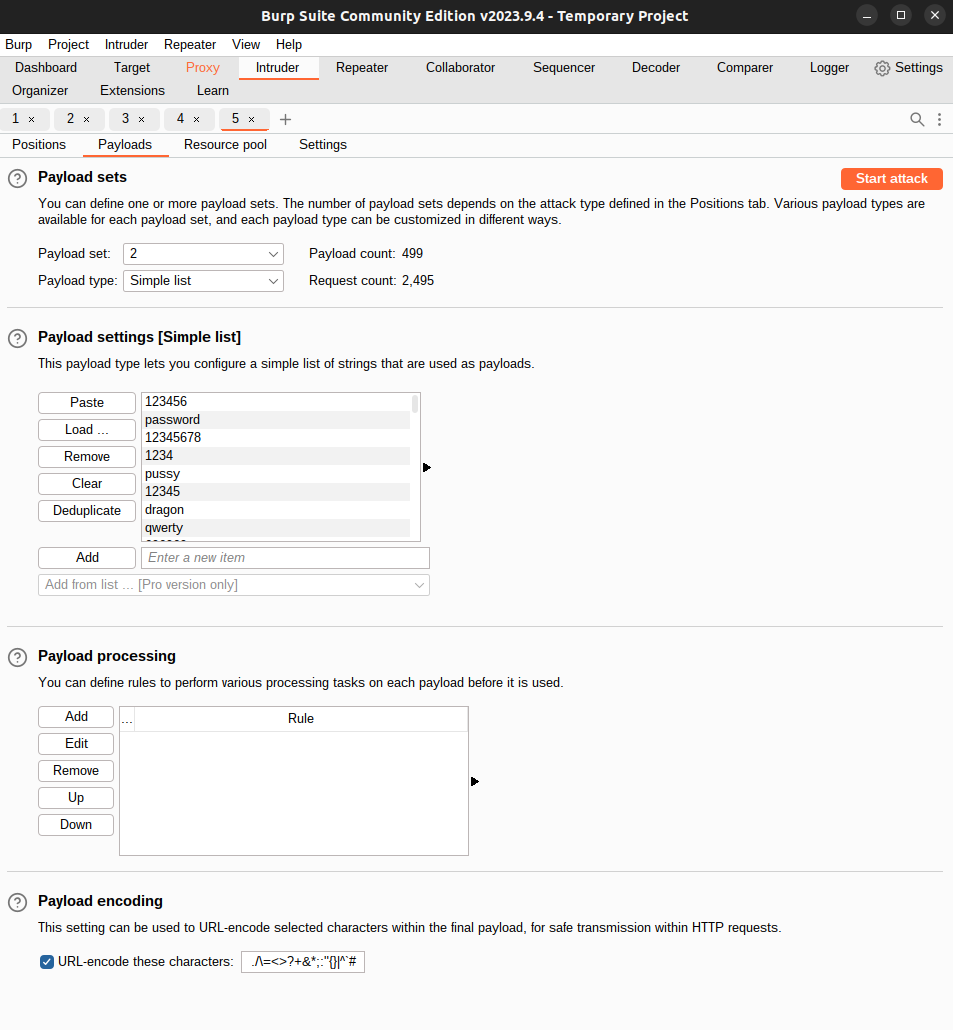 Burp Suite Community Edition v2023.9.4 - Temporary Project
Burp Project Intruder Repeater View Help
Dashboard Target Proxy Intruder Repeater Collaborator Sequencer Decoder Comparer Logger Settings
Organizer Extensions Learn
1 × 2 × 3 × 4 × 5 × +
Positions Payloads Resource pool Settings
? Payload sets Start attack
You can define one or more payload sets. The number of payload sets depends on the attack type defined in the Positions tab. Various payload types are
available for each payload set, and each payload type can be customized in different ways.
Payload set: 2 Payload count: 499
Payload type: Simple list Request count: 2,495
? Payload settings [Simple list]
This payload type lets you configure a simple list of strings that are used as payloads.
Paste
Load ...
Remove
Clear
Deduplicate
123456
password
12345678
1234
pussy
12345
dragon
qwerty
Add Enter a new item
Add from list ... [Pro version only]
? Payload processing
You can define rules to perform various processing tasks on each payload before it is used.
Add
Edit
Remove
Up
Down
... Rule
? Payload encoding
This setting can be used to URL-encode selected characters within the final payload, for safe transmission within HTTP requests.
URL-encode these characters: ./\=<>?+&*;:"{}|^`#